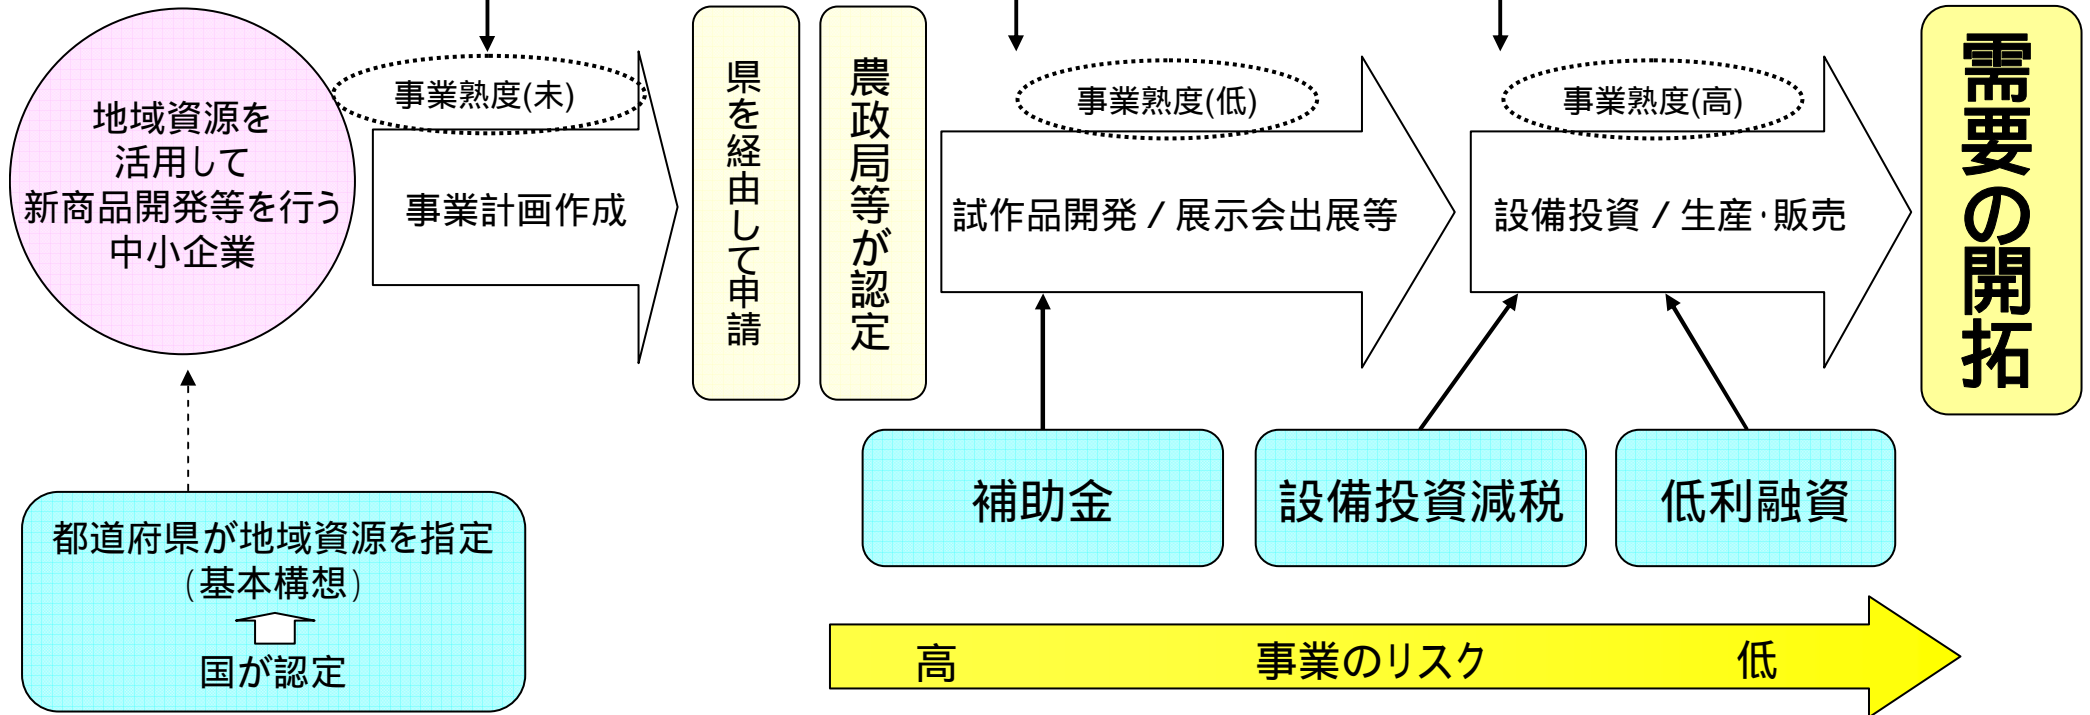 地域資源を
活用して
新商品開発等を行う
中小企業
事業熟度(未)
事業計画作成
県を経由して申請
農政局等が認定
事業熟度(低)
試作品開発 / 展示会出展等
事業熟度(高)
設備投資 / 生産・販売
需要の開拓
補助金
設備投資減税
低利融資
都道府県が地域資源を指定
(基本構想)
国が認定
高 事業のリスク 低